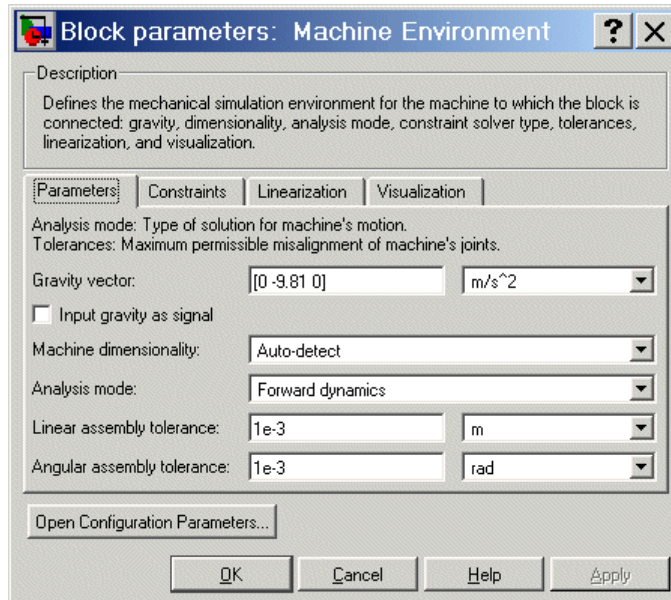 Block parameters: Machine Environment
Description
Defines the mechanical simulation environment for the machine to which the block is
connected: gravity, dimensionality, analysis mode, constraint solver type, tolerances,
linearization, and visualization.
Parameters Constraints Linearization Visualization
Analysis mode: Type of solution for machine's motion.
Tolerances: Maximum permissible misalignment of machine's joints.
Gravity vector: [0 -9.81 0] m/s^2
Input gravity as signal
Machine dimensionality: Auto-detect
Analysis mode: Forward dynamics
Linear assembly tolerance: 1e-3 m
Angular assembly tolerance: 1e-3 rad
Open Configuration Parameters...
OK Cancel Help Apply